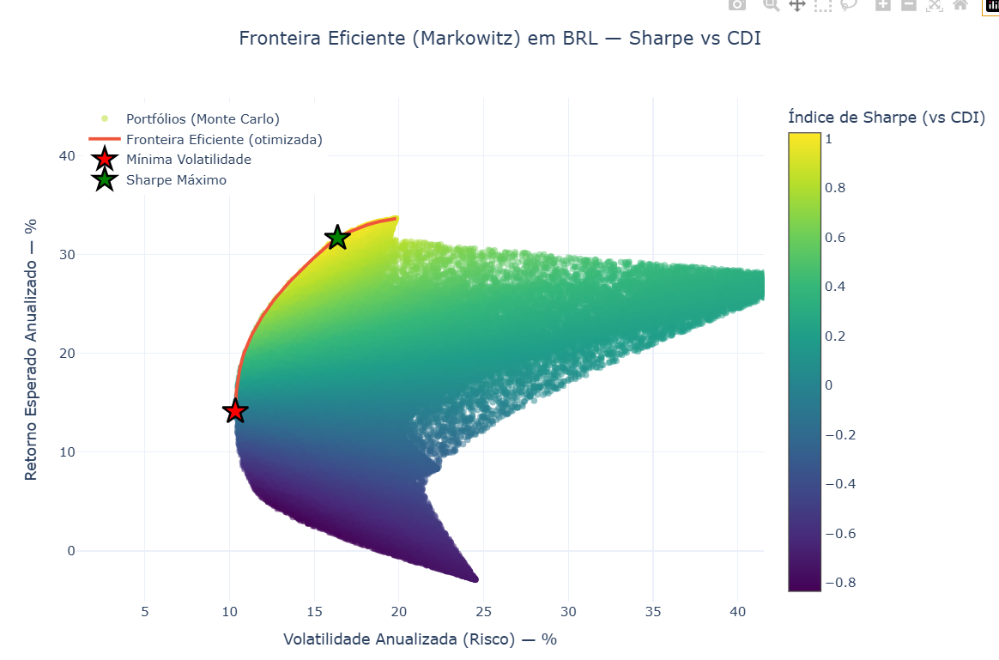 Fronteira Eficiente (Markowitz) em BRL — Sharpe vs CDI
Portfólios (Monte Carlo)
Fronteira Eficiente (otimizada)
Mínima Volatilidade
Sharpe Máximo
Índice de Sharpe (vs CDI)
1
0.8
0.6
0.4
0.2
0
−0.2
−0.4
−0.6
−0.8
Retorno Esperado Anualizado — %
40
30
20
10
0
5 10 15 20 25 30 35 40
Volatilidade Anualizada (Risco) — %